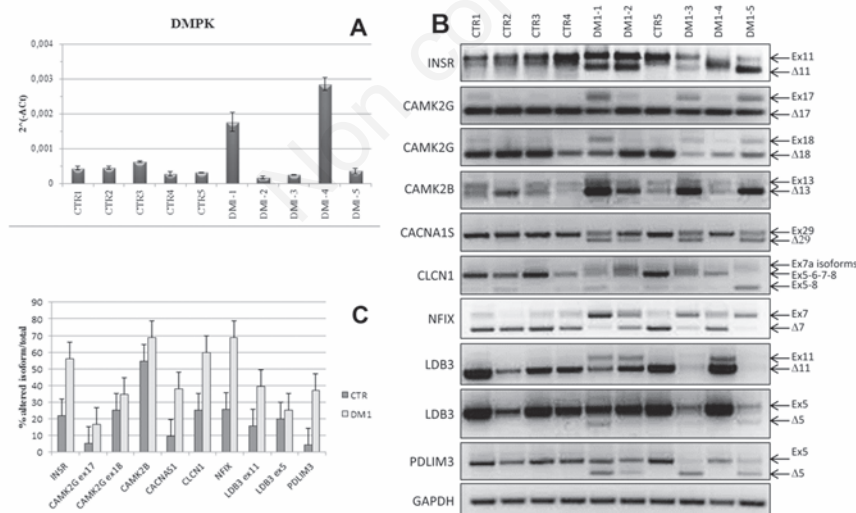 DMPK
A
0,004
0,003
0,002
0,001
0
2^(-ΔCt)
CTR1
CTR2
CTR3
CTR4
CTR5
DM1-1
DM1-2
DM1-3
DM1-4
DM1-5
Non co
B
CTR1
CTR2
CTR3
CTR4
DM1-1
DM1-2
CTR5
DM1-3
DM1-4
DM1-5
INSR
Ex11
Δ11
CAMK2G
Ex17
Δ17
CAMK2G
Ex18
Δ18
CAMK2B
Ex13
Δ13
CACNA1S
Ex29
Δ29
CLCN1
Ex7a isoforms
Ex5-6-7-8
Ex5-8
NFIX
Ex7
Δ7
LDB3
Ex11
Δ11
LDB3
Ex5
Δ5
PDLIM3
Ex5
Δ5
GAPDH
C
90
80
70
60
50
40
30
20
10
0
% altered isoform/total
CTR
DM1
INSR
CAMK2G ex17
CAMK2G ex18
CAMK2B
CACNAS1
CLCN1
NFIX
LDB3 ex11
LDB3 ex5
PDLIM3